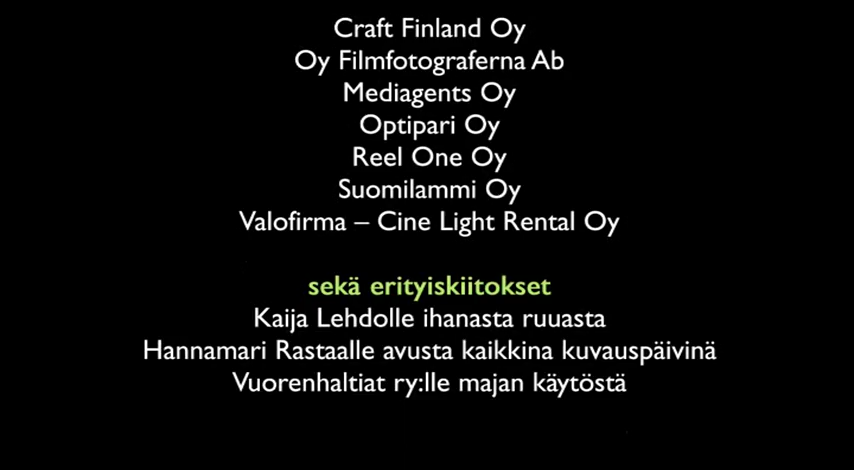 Craft Finland Oy
Oy Filmfotograferna Ab
Mediagents Oy
Optipari Oy
Reel One Oy
Suomilammi Oy
Valofirma – Cine Light Rental Oy
sekä erityiskiitokset
Kaija Lehdolle ihanasta ruuasta
Hannamari Rastaalle avusta kaikkina kuvauspäivinä
Vuorenhaltiat ry:lle majan käytöstä